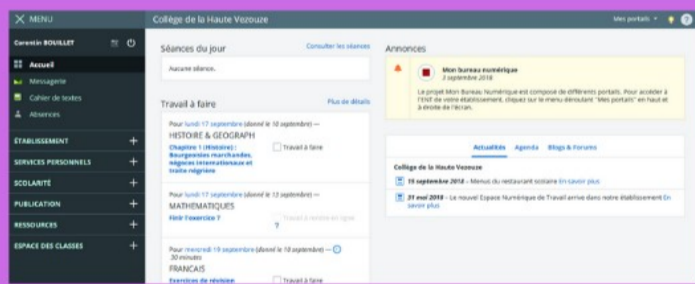 MENU
Collège de la Haute Vezouze
Mes portails
?
Corentin BOUILLET
Accueil
Messagerie
Cahier de textes
Absences
ÉTABLISSEMENT +
SERVICES PERSONNELS +
SCOLARITÉ +
PUBLICATION +
RESSOURCES +
ESPACE DES CLASSES +
Séances du jour
Consulter les séances
Aucune séance.
Travail à faire
Plus de détails
Pour lundi 17 septembre (donné le 10 septembre) —
HISTOIRE & GEOGRAPH
Chapitre 1 (Histoire) :
Bourgeoisies marchandes,
négoces internationaux et
traite négrière
Travail à faire
Pour lundi 17 septembre (donné le 13 septembre) —
MATHEMATIQUES
Finir l'exercice ?
Travail à rendre en ligne
?
Pour mercredi 19 septembre (donné le 10 septembre) —
30 minutes
FRANCAIS
Exercices de révision
Travail à faire
Annonces
Mon bureau numérique
3 septembre 2018
Le projet Mon Bureau Numérique est composé de différents portails. Pour accéder à
l'ENT de votre établissement, cliquez sur le menu déroulant "Mes portails" en haut et
à droite de l'écran.
Actualités Agenda Blogs & Forums
Collège de la Haute Vezouze
15 septembre 2018 – Menus du restaurant scolaire En savoir plus
31 mai 2018 – Le nouvel Espace Numérique de Travail arrive dans notre établissement En
savoir plus